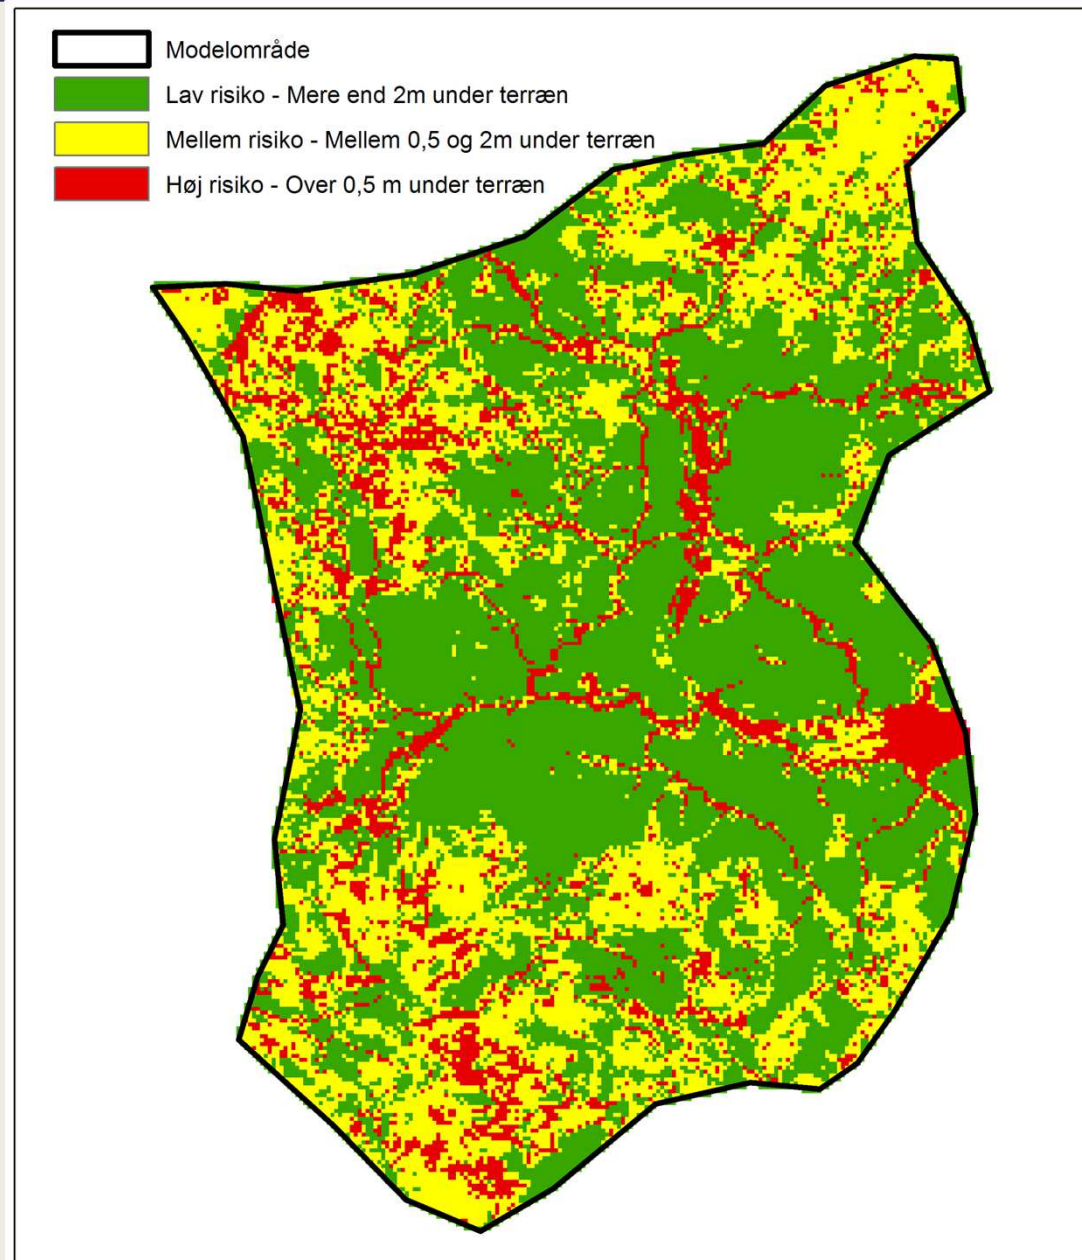 Modelområde
Lav risiko - Mere end 2m under terræn
Mellem risiko - Mellem 0,5 og 2m under terræn
Høj risiko - Over 0,5 m under terræn